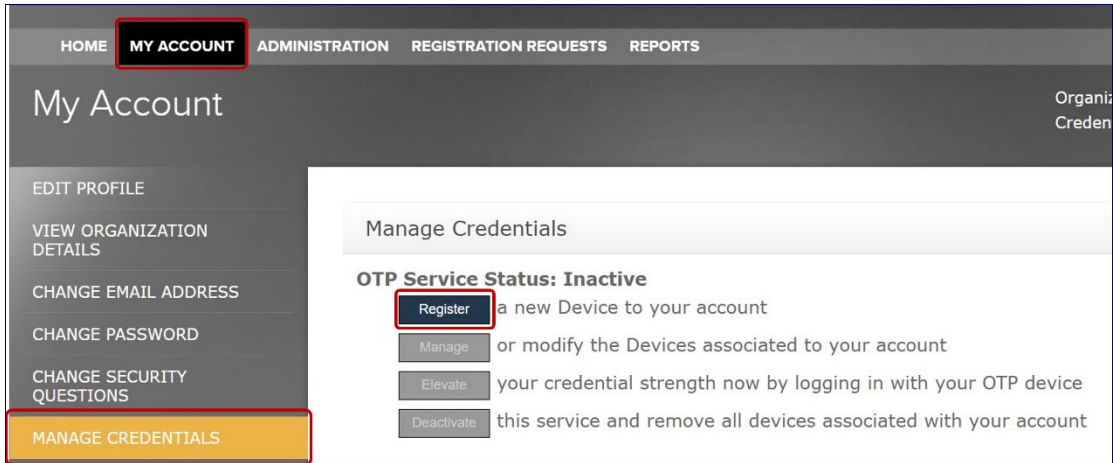 HOME MY ACCOUNT ADMINISTRATION REGISTRATION REQUESTS REPORTS
My Account
EDIT PROFILE
VIEW ORGANIZATION
DETAILS
CHANGE EMAIL ADDRESS
CHANGE PASSWORD
CHANGE SECURITY
QUESTIONS
MANAGE CREDENTIALS
Organiz
Creden
Manage Credentials
OTP Service Status: Inactive
Register a new Device to your account
Manage or modify the Devices associated to your account
Elevate your credential strength now by logging in with your OTP device
Deactivate this service and remove all devices associated with your account